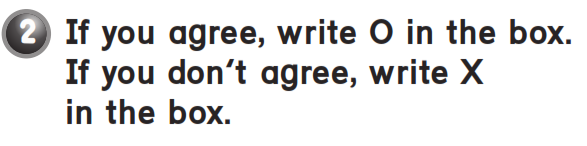 2 If you agree, write O in the box.
If you don't agree, write X
in the box.